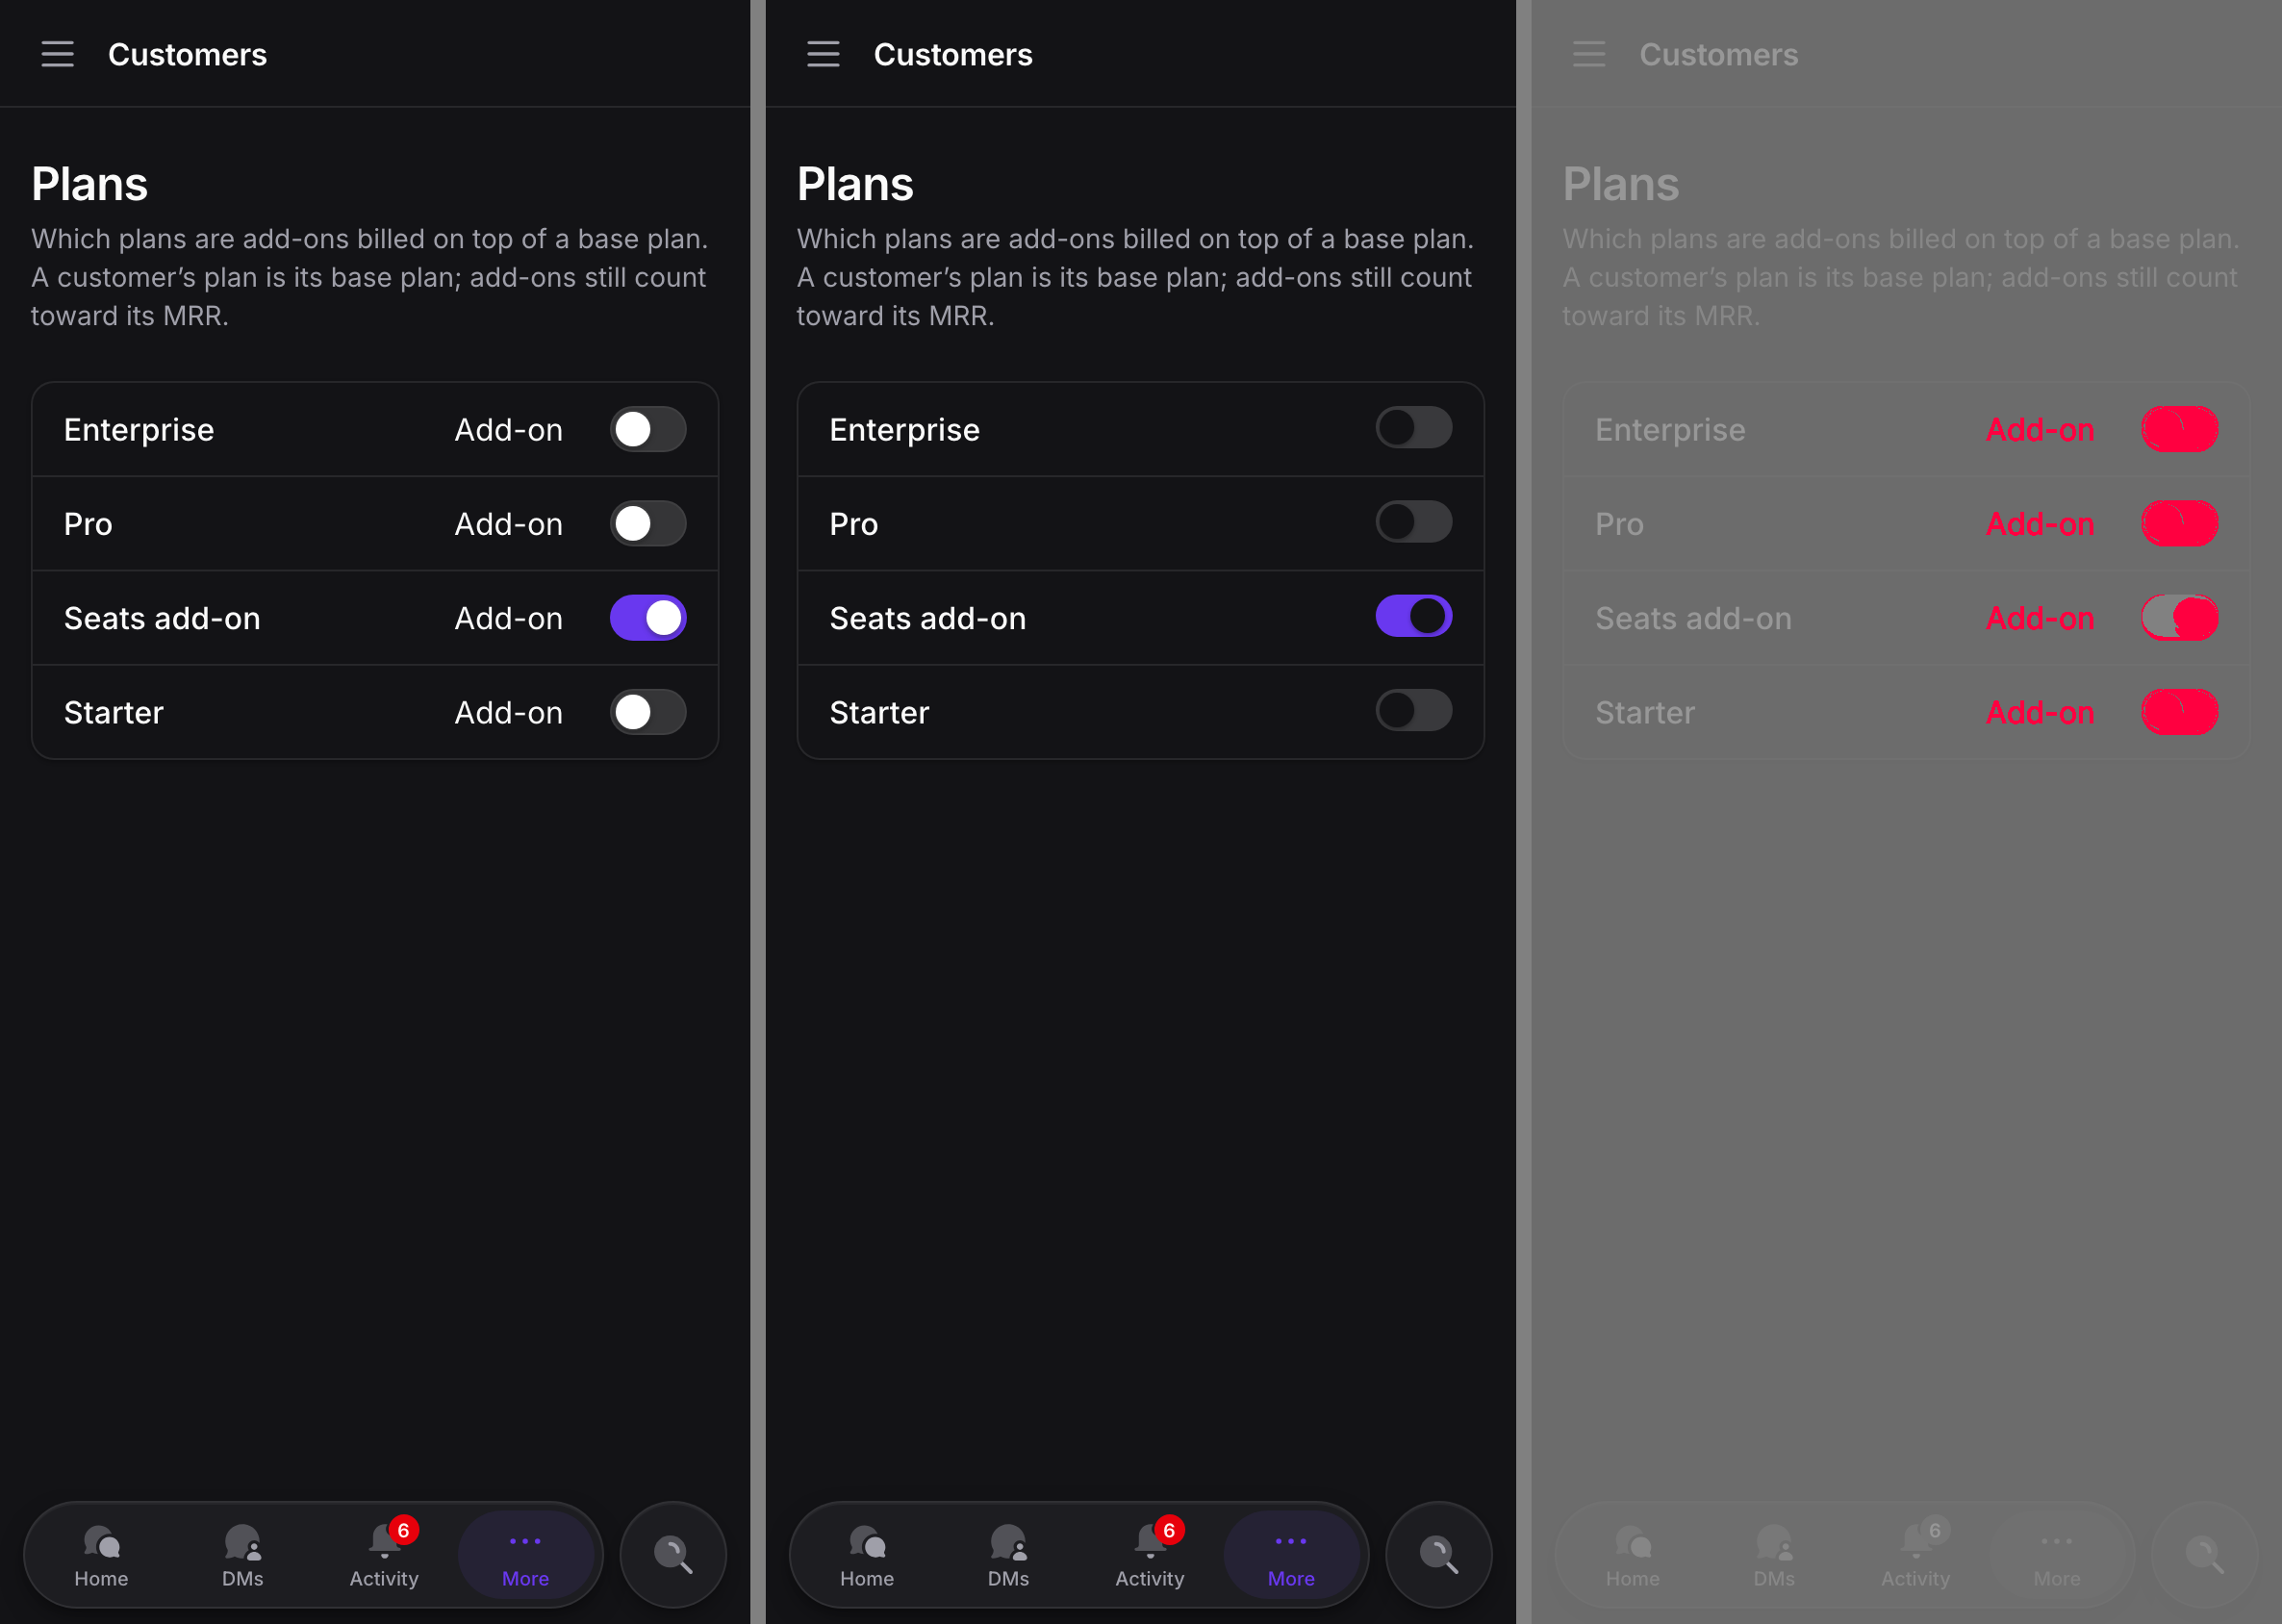 Customers
Plans
Which plans are add-ons billed on top of a base plan.
A customer’s plan is its base plan; add-ons still count
toward its MRR.
Enterprise Add-on
Pro Add-on
Seats add-on Add-on
Starter Add-on
Home DMs Activity 6 More
Customers
Plans
Which plans are add-ons billed on top of a base plan.
A customer’s plan is its base plan; add-ons still count
toward its MRR.
Enterprise
Pro
Seats add-on
Starter
Home DMs Activity 6 More
Customers
Plans
Which plans are add-ons billed on top of a base plan.
A customer’s plan is its base plan; add-ons still count
toward its MRR.
Enterprise Add-on
Pro Add-on
Seats add-on Add-on
Starter Add-on
Home DMs Activity 6 More